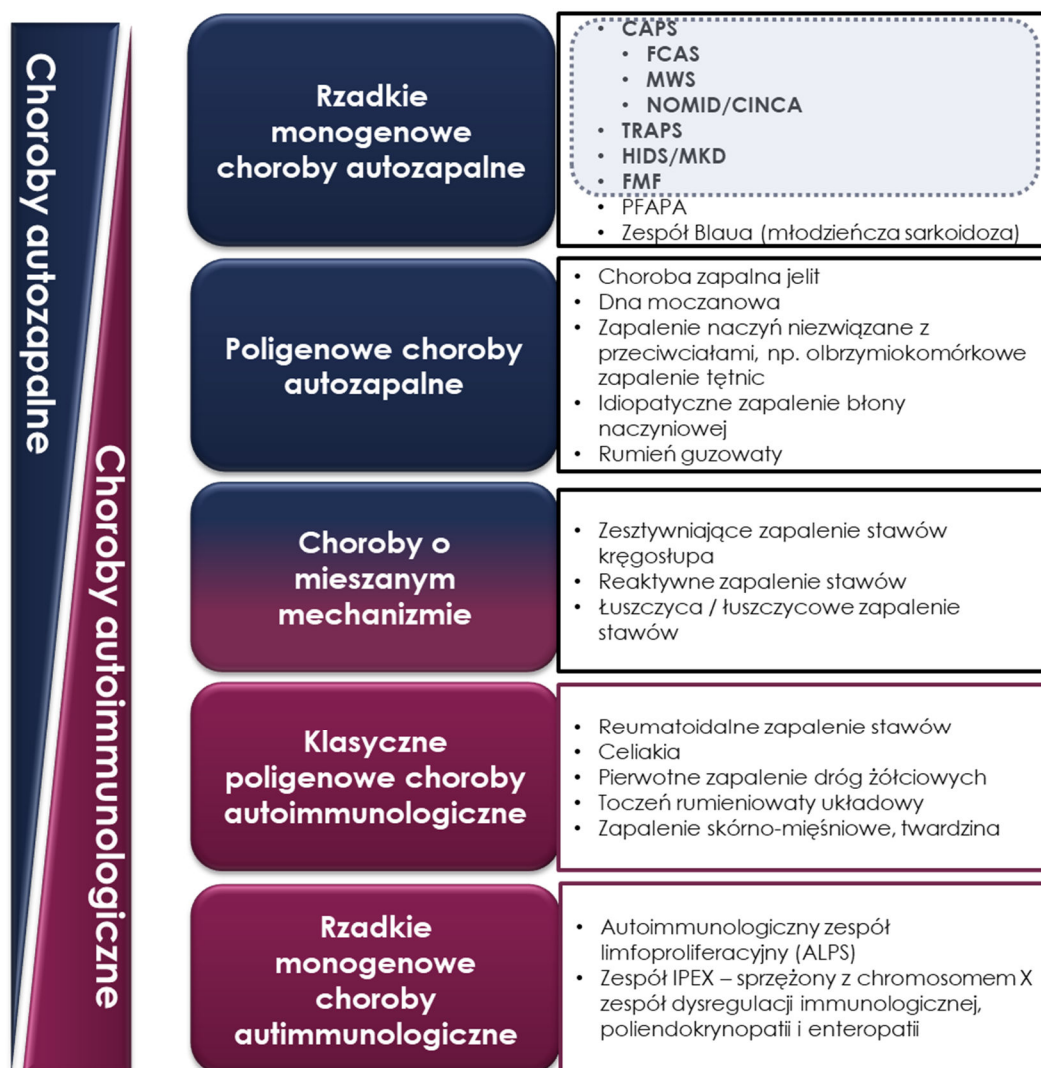 Choroby autozapalne
Choroby autoimmunologiczne
Rzadkie
monogenowe
choroby autozapalne
• CAPS
• FCAS
• MWS
• NOMID/CINCA
• TRAPS
• HIDS/MKD
• FMF
• PFAPA
• Zespół Blaua (młodzieńcza sarkoidoza)
Poligenowe choroby
autozapalne
• Choroba zapalna jelit
• Dna moczanowa
• Zapalenie naczyń niezwiązane z
przeciwciałami, np. olbrzymiokomórkowe
zapalenie tętnic
• Idiopatyczne zapalenie błony
naczyniowej
• Rumień guzowaty
Choroby o
mieszanym
mechanizmie
• Zesztywniające zapalenie stawów
kręgosłupa
• Reaktywne zapalenie stawów
• Łuszczyca / łuszczycowe zapalenie
stawów
Klasyczne
poligenowe choroby
autoimmunologiczne
• Reumatoidalne zapalenie stawów
• Celiakia
• Pierwotne zapalenie dróg żółciowych
• Toczeń rumieniowaty układowy
• Zapalenie skórno-mięśniowe, twardzina
Rzadkie
monogenowe
choroby
autimmunologiczne
• Autoimmunologiczny zespół
limfoproliferacyjny (ALPS)
• Zespół IPEX – sprzężony z chromosomem X
zespół dysregulacji immunologicznej,
poliendokrynopatii i enteropatii